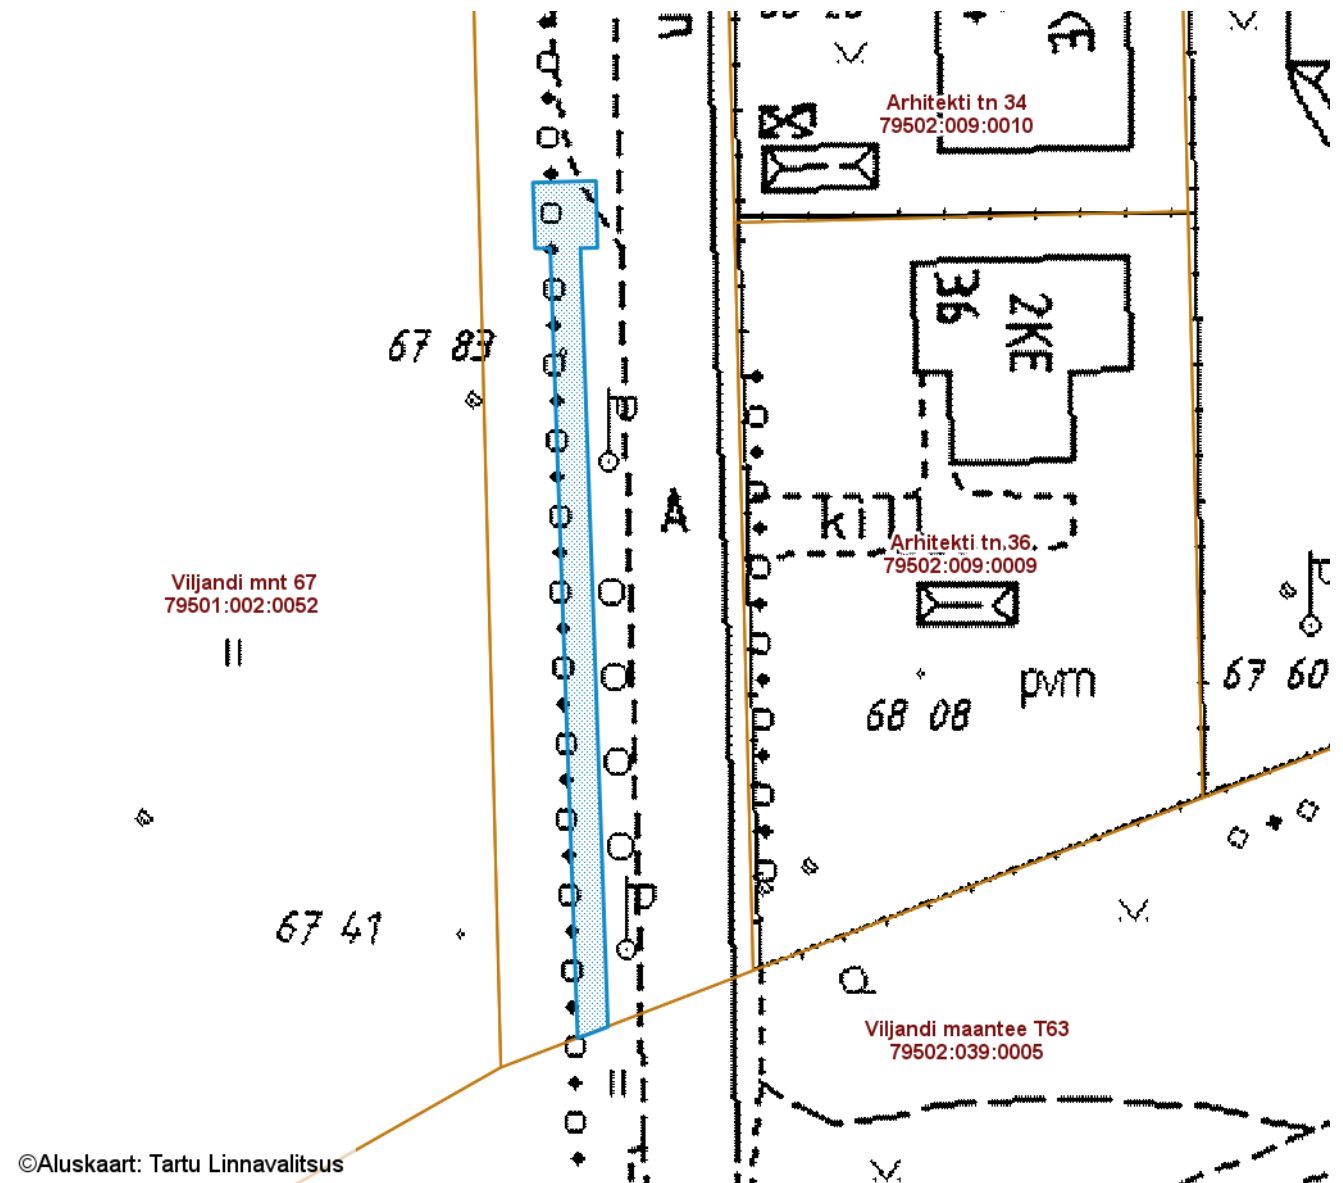 KE
Arhitekti tn 34
79502:009:0010
36
2KE
67 83
A
Arhitekti tn 36
79502:009:0009
Viljandi mnt 67
79501:002:0052
pvm
67 60
68 08
67 41
Viljandi maantee T63
79502:039:0005
©Aluskaart: Tartu Linnavalitsus